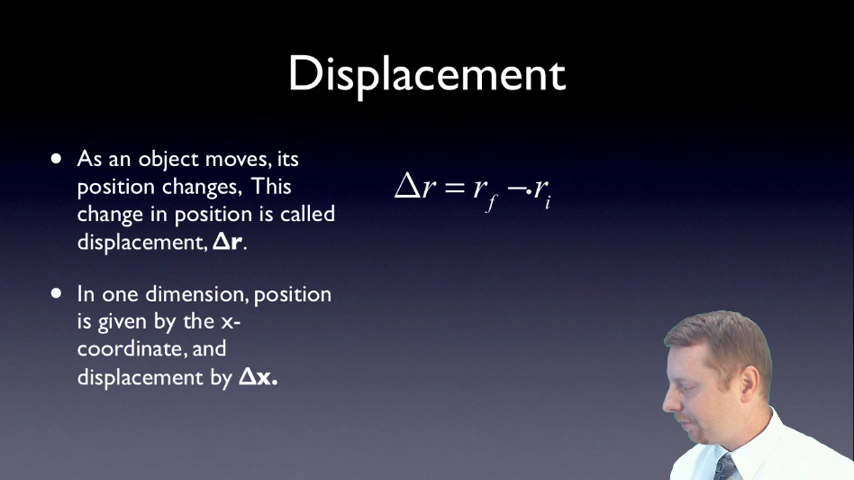 Displacement
• As an object moves, its
position changes, This
change in position is called
displacement, Δr.
Δr = r_f − r_i
• In one dimension, position
is given by the x-
coordinate, and
displacement by Δx.